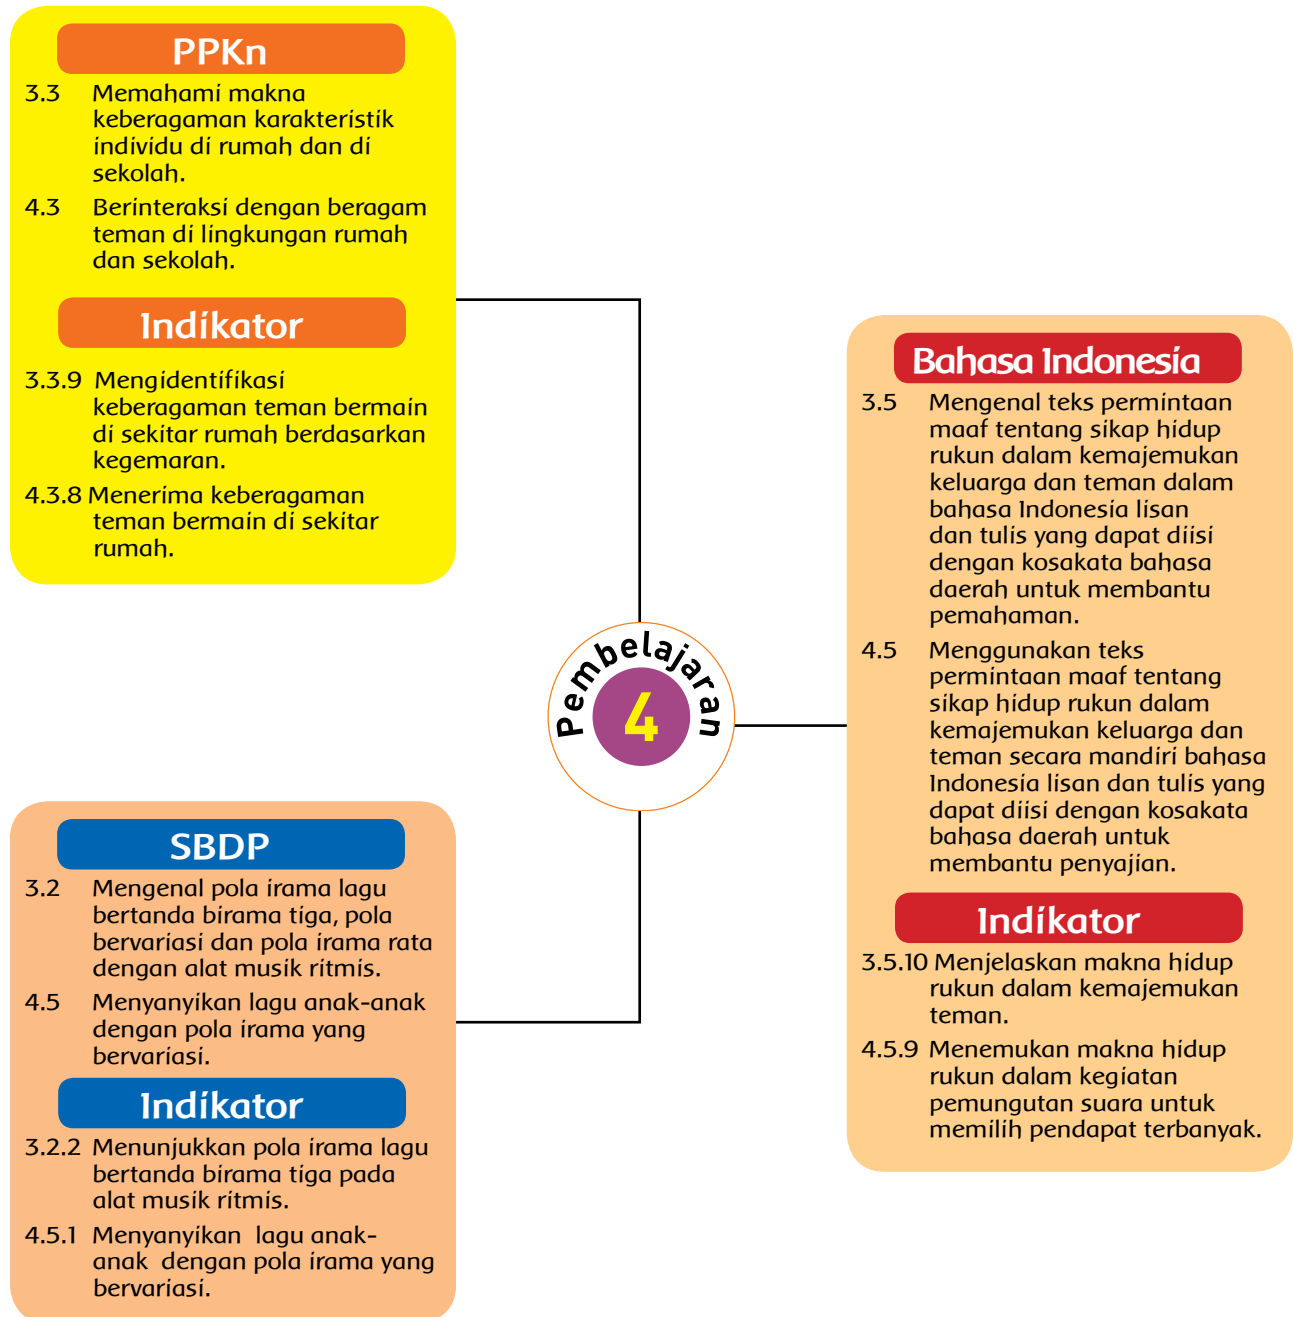 PPKn
3.3 Memahami makna
keberagaman karakteristik
individu di rumah dan di
sekolah.
4.3 Berinteraksi dengan beragam
teman di lingkungan rumah
dan sekolah.
Indikator
3.3.9 Mengidentifikasi
keberagaman teman bermain
di sekitar rumah berdasarkan
kegemaran.
4.3.8 Menerima keberagaman
teman bermain di sekitar
rumah.
Pembelajaran
4
SBDP
3.2 Mengenal pola irama lagu
bertanda birama tiga, pola
bervariasi dan pola irama rata
dengan alat musik ritmis.
4.5 Menyanyikan lagu anak-anak
dengan pola irama yang
bervariasi.
Indikator
3.2.2 Menunjukkan pola irama lagu
bertanda birama tiga pada
alat musik ritmis.
4.5.1 Menyanyikan lagu anak-
anak dengan pola irama yang
bervariasi.
Bahasa Indonesia
3.5 Mengenal teks permintaan
maaf tentang sikap hidup
rukun dalam kemajemukan
keluarga dan teman dalam
bahasa Indonesia lisan
dan tulis yang dapat diisi
dengan kosakata bahasa
daerah untuk membantu
pemahaman.
4.5 Menggunakan teks
permintaan maaf tentang
sikap hidup rukun dalam
kemajemukan keluarga dan
teman secara mandiri bahasa
Indonesia lisan dan tulis yang
dapat diisi dengan kosakata
bahasa daerah untuk
membantu penyajian.
Indikator
3.5.10 Menjelaskan makna hidup
rukun dalam kemajemukan
teman.
4.5.9 Menemukan makna hidup
rukun dalam kegiatan
pemungutan suara untuk
memilih pendapat terbanyak.